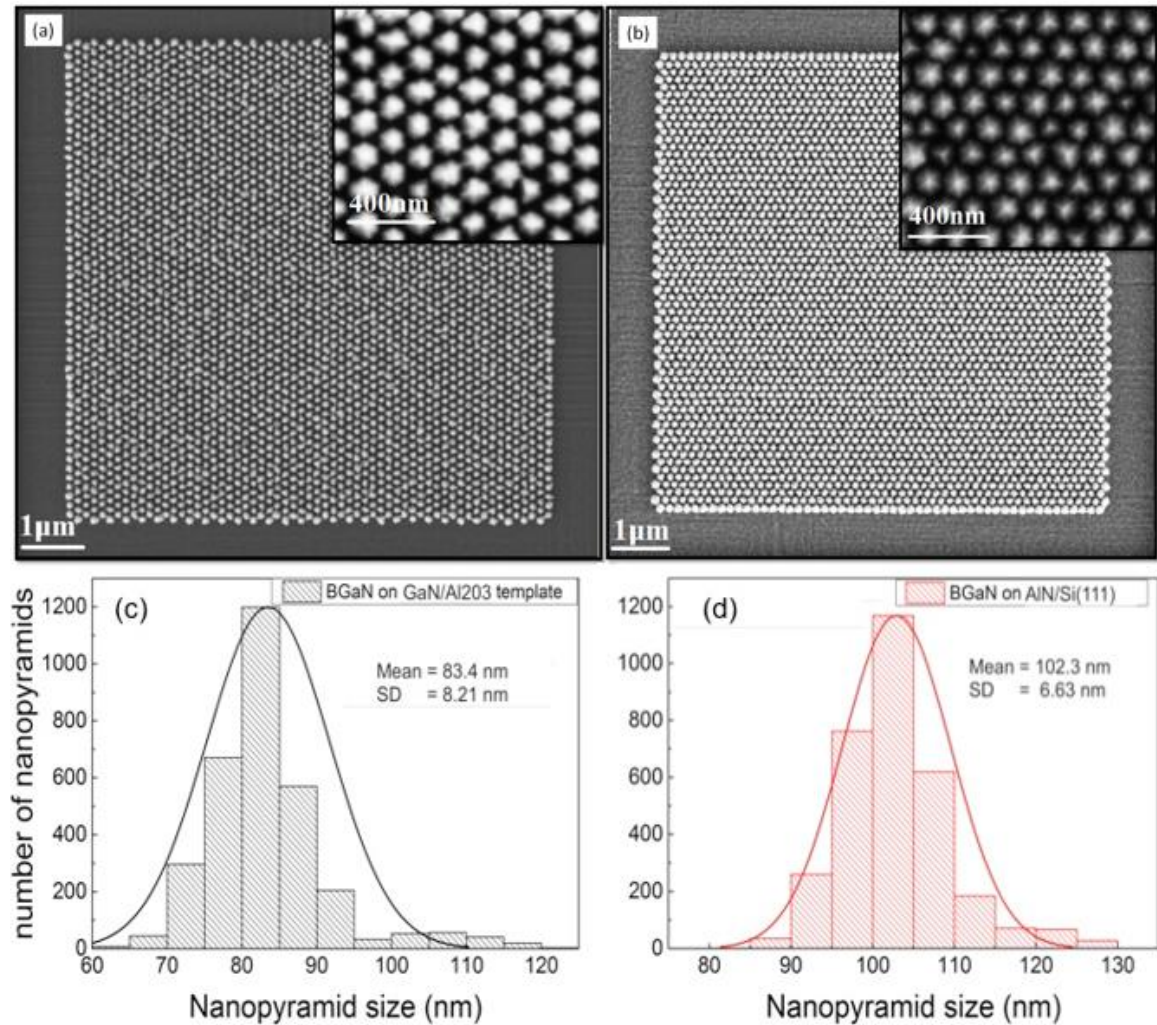 (a)
400nm
1µm
(b)
400nm
1µm
(c)
BGaN on GaN/Al203 template
Mean = 83.4 nm
SD = 8.21 nm
number of nanopyramids
1200
1000
800
600
400
200
0
60 70 80 90 100 110 120
Nanopyramid size (nm)
(d)
BGaN on AlN/Si(111)
Mean = 102.3 nm
SD = 6.63 nm
1200
1000
800
600
400
200
0
80 90 100 110 120 130
Nanopyramid size (nm)